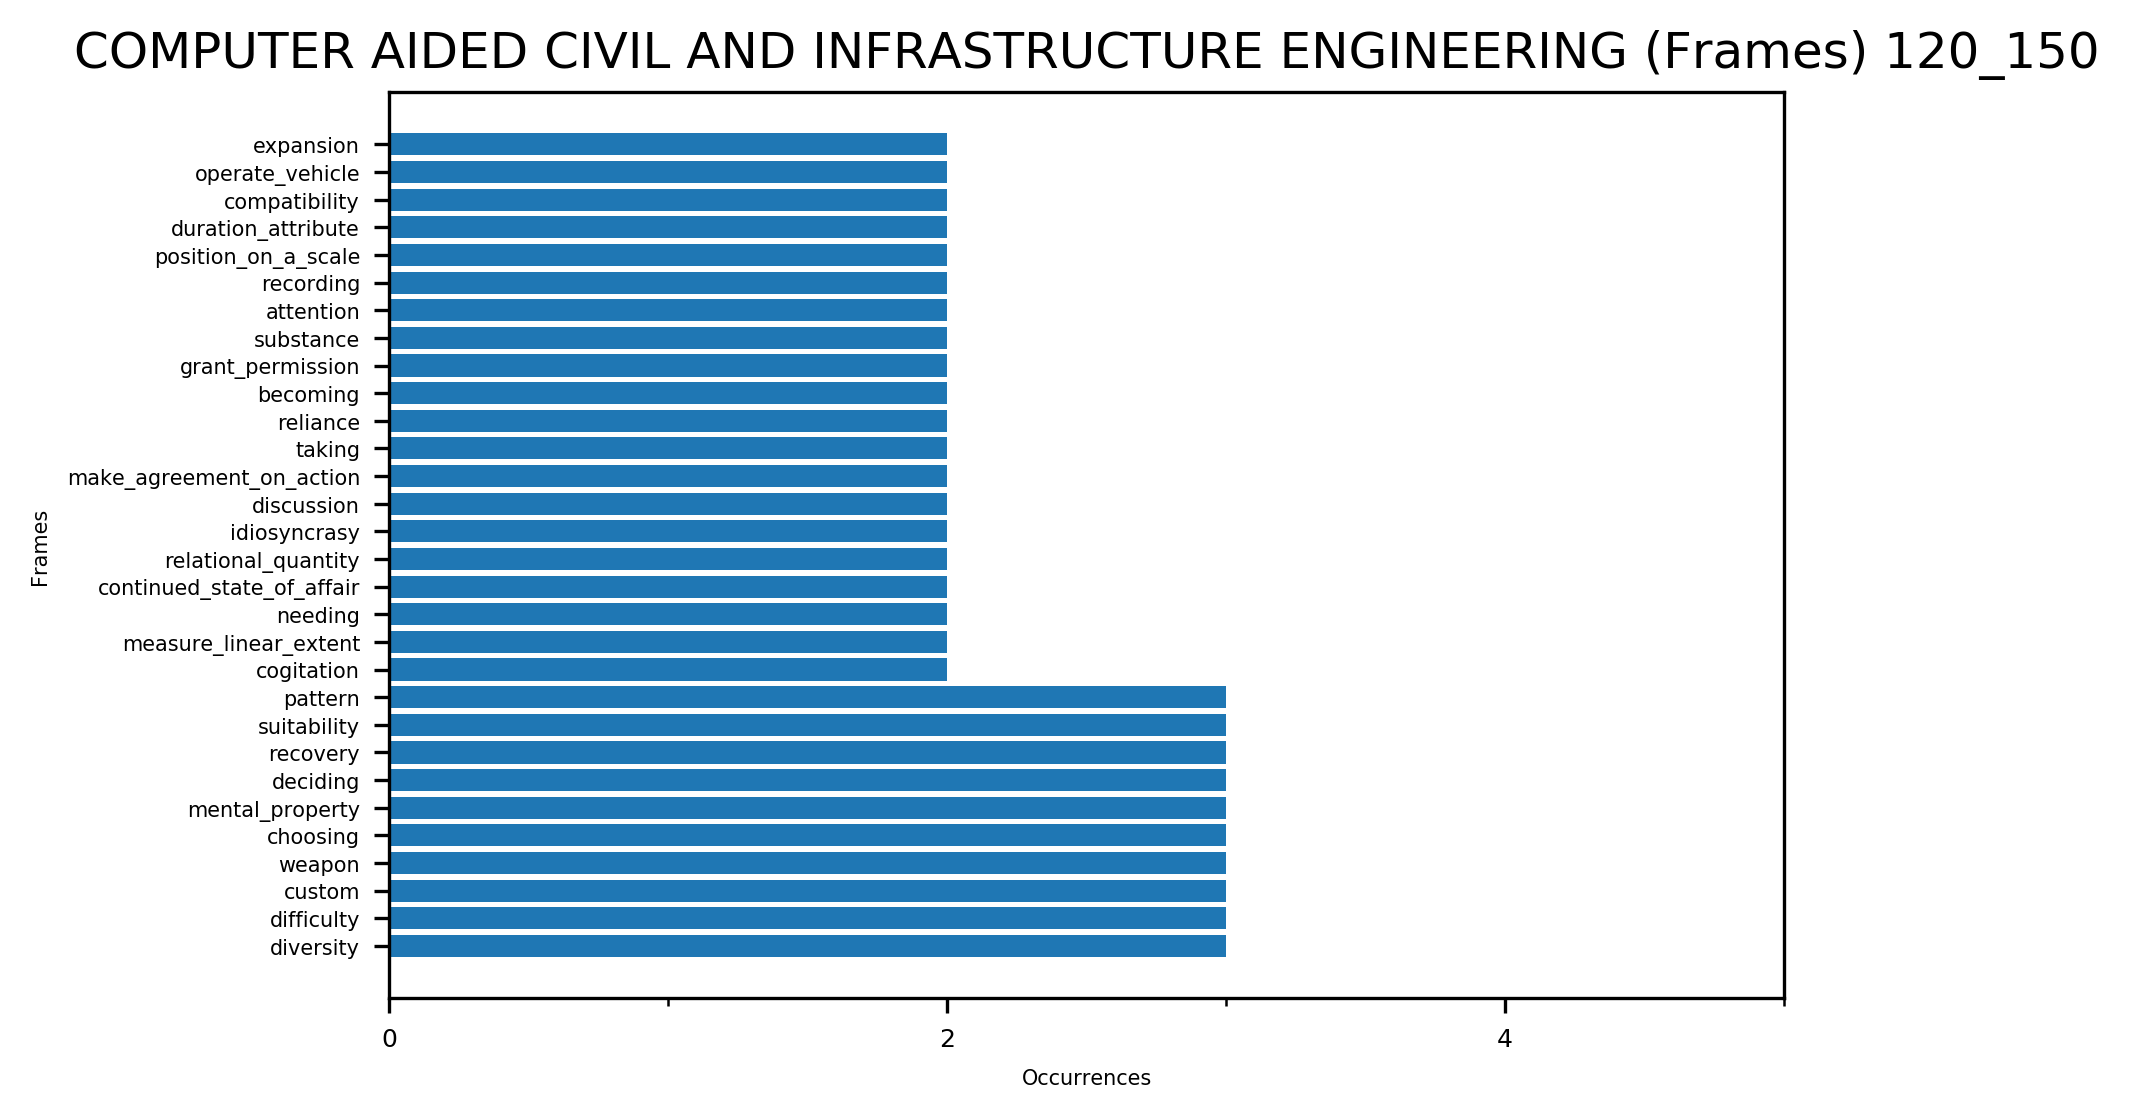 COMPUTER AIDED CIVIL AND INFRASTRUCTURE ENGINEERING (Frames) 120_150
expansion
operate_vehicle
compatibility
duration_attribute
position_on_a_scale
recording
attention
substance
grant_permission
becoming
reliance
taking
make_agreement_on_action
discussion
idiosyncrasy
relational_quantity
continued_state_of_affair
needing
measure_linear_extent
cogitation
pattern
suitability
recovery
deciding
mental_property
choosing
weapon
custom
difficulty
diversity
Frames
0 2 4
Occurrences